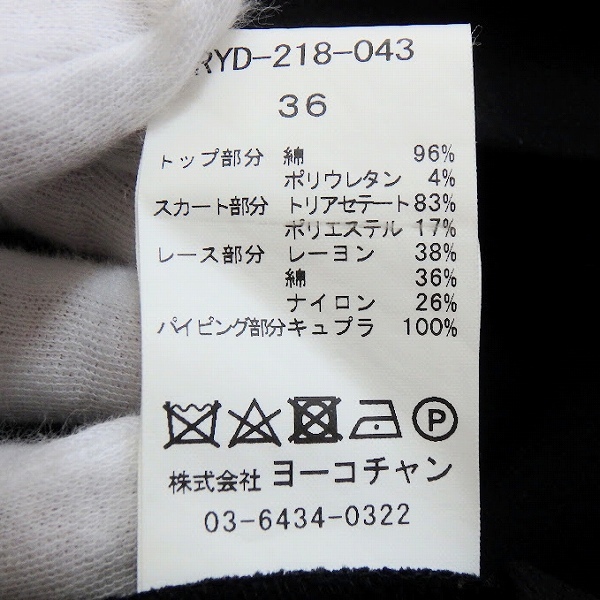 RYD-218-043
36
トップ部分 綿 96%
ポリウレタン 4%
スカート部分 トリアセテート 83%
ポリエステル 17%
レース部分 レーヨン 38%
綿 36%
ナイロン 26%
パイピング部分 キュプラ 100%
P
株式会社 ヨーコチャン
03-6434-0322